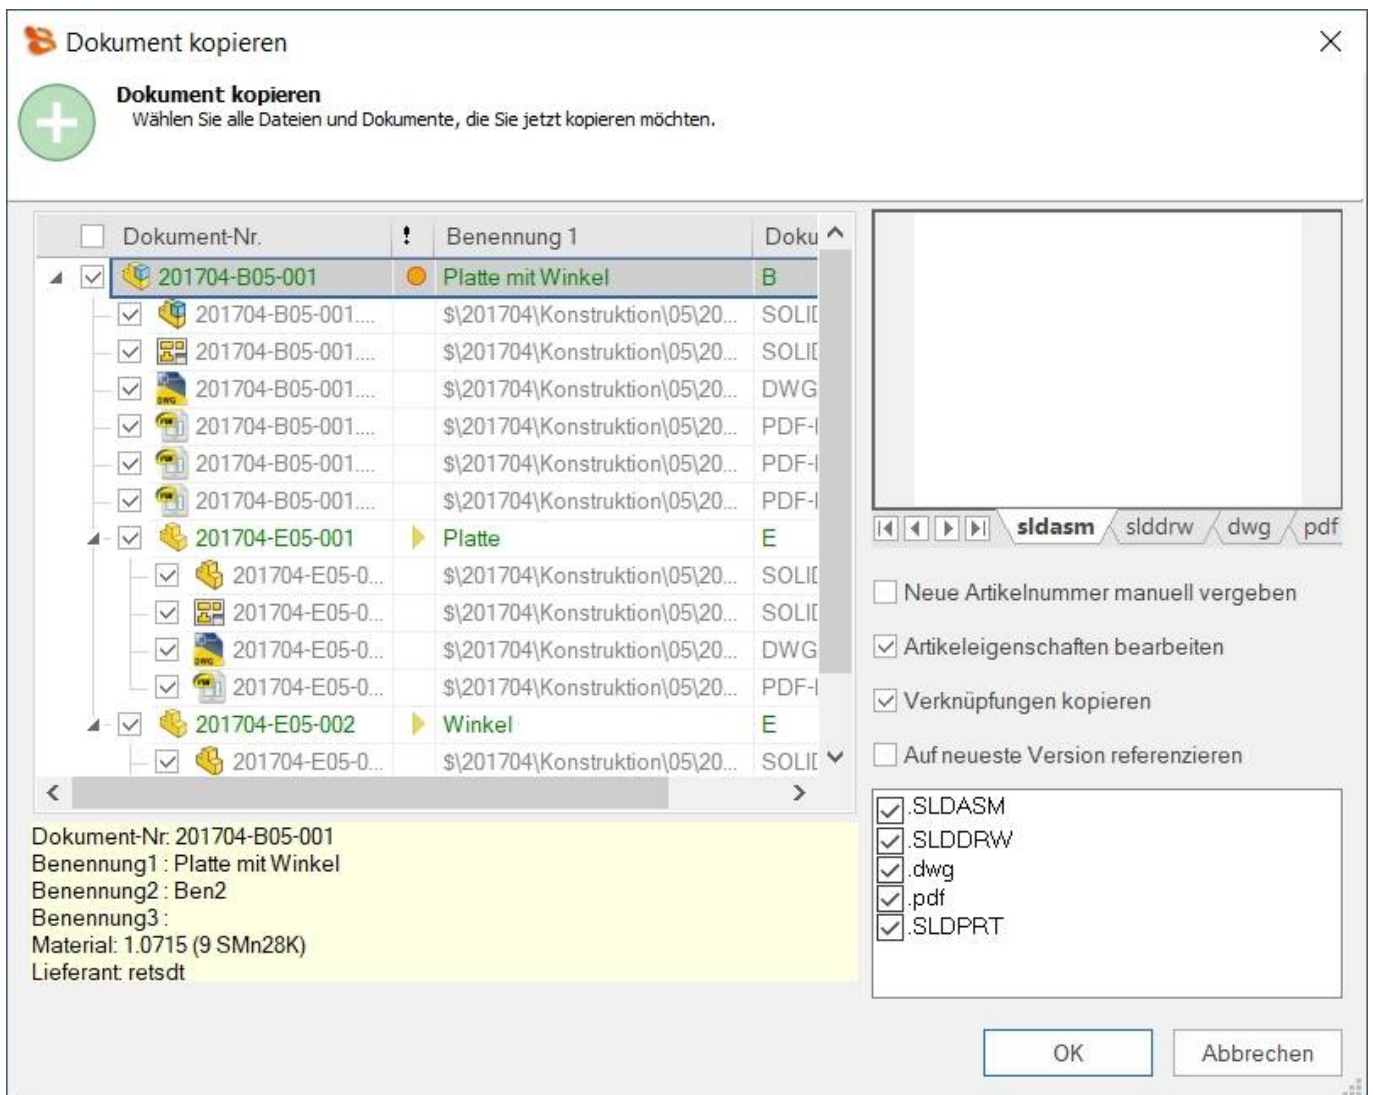 Dokument kopieren
Dokument kopieren
Wählen Sie alle Dateien und Dokumente, die Sie jetzt kopieren möchten.
Dokument-Nr. ! Benennung 1 Doku
201704-B05-001 Platte mit Winkel B
201704-B05-001.... $\201704\Konstruktion\05\20... SOLID
201704-B05-001.... $\201704\Konstruktion\05\20... SOLID
201704-B05-001.... $\201704\Konstruktion\05\20... DWG
201704-B05-001.... $\201704\Konstruktion\05\20... PDF-
201704-B05-001.... $\201704\Konstruktion\05\20... PDF-
201704-B05-001.... $\201704\Konstruktion\05\20... PDF-
201704-E05-001 Platte E
201704-E05-0... $\201704\Konstruktion\05\20... SOLID
201704-E05-0... $\201704\Konstruktion\05\20... SOLID
201704-E05-0... $\201704\Konstruktion\05\20... DWG
201704-E05-0... $\201704\Konstruktion\05\20... PDF-
201704-E05-002 Winkel E
201704-E05-0... $\201704\Konstruktion\05\20... SOLID
Dokument-Nr: 201704-B05-001
Benennung1 : Platte mit Winkel
Benennung2 : Ben2
Benennung3 :
Material: 1.0715 (9 SMn28K)
Lieferant: retsdt
sldasm slddrw dwg pdf
Neue Artikelnummer manuell vergeben
Artikeleigenschaften bearbeiten
Verknüpfungen kopieren
Auf neueste Version referenzieren
.SLDASM
.SLDDRW
.dwg
.pdf
.SLDPRT
OK Abbrechen